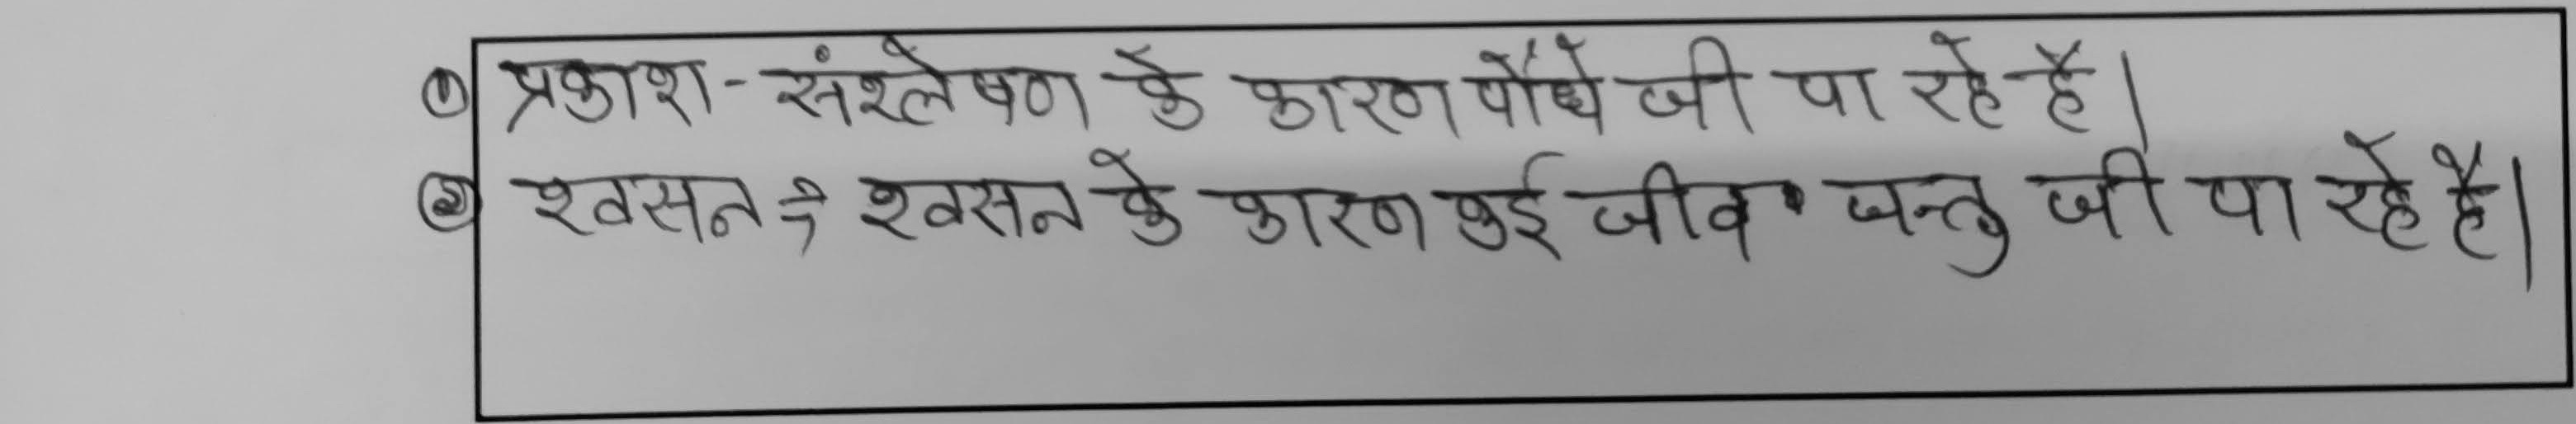 ① प्रकाश-संश्लेषण के कारण पौधे जी पा रहे है।
② श्वसन → श्वसन के कारण कई जीव जन्तु जी पा रहे है।